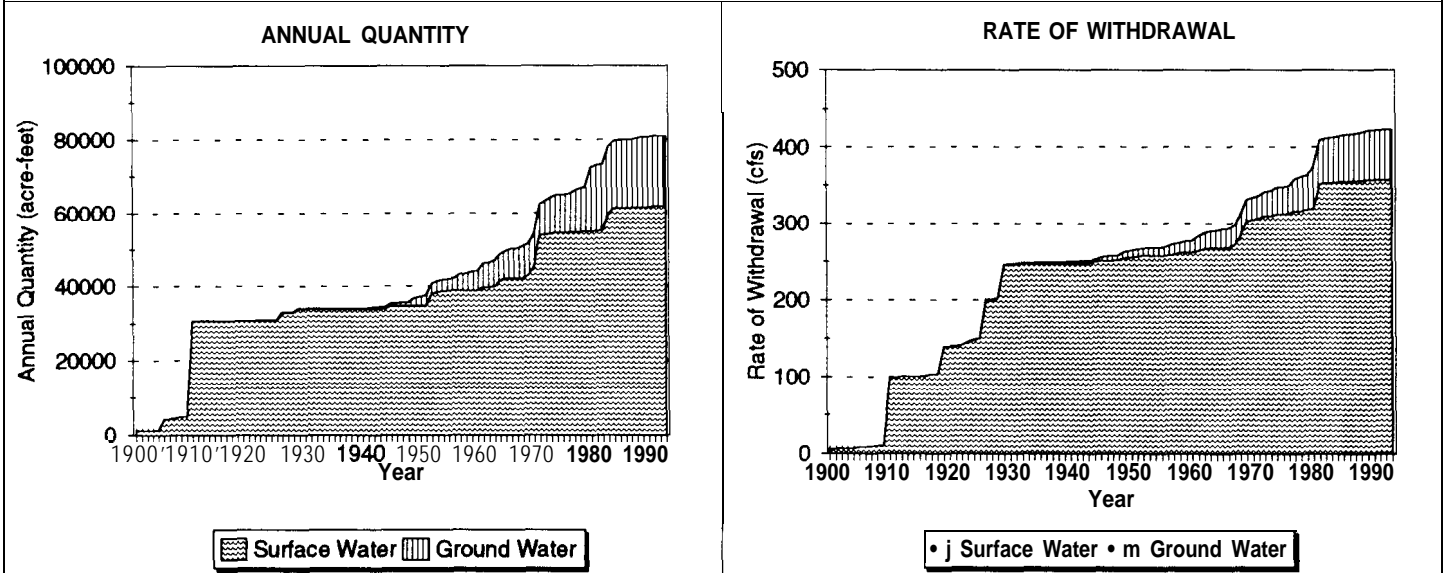 ANNUAL QUANTITY
100000
80000
60000
40000
20000
0
Annual Quantity (acre-feet)
1900 '1910 '1920 1930 1940 1950 1960 1970 1980 1990
Year
Surface Water Ground Water
RATE OF WITHDRAWAL
500
400
300
200
100
0
Rate of Withdrawal (cfs)
1900 1910 1920 1930 1940 1950 1960 1970 1980 1990
Year
• j Surface Water • m Ground Water